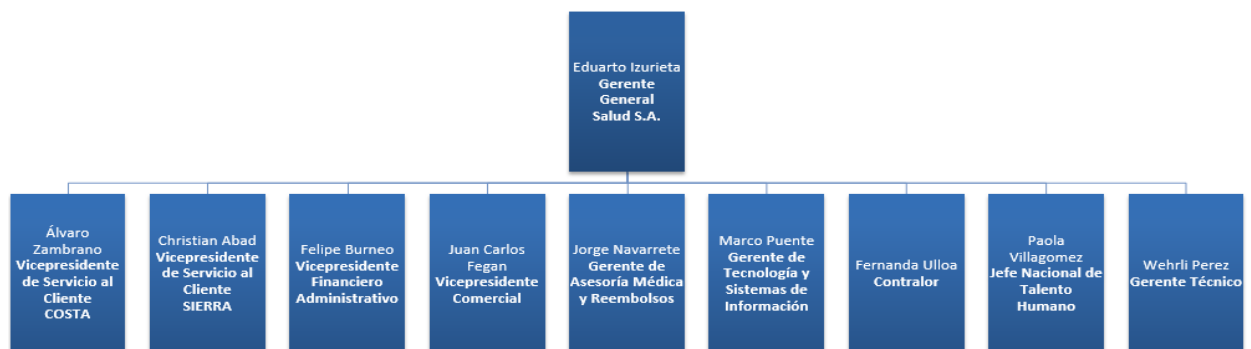 Eduarto Izurieta
Gerente
General
Salud S.A.
Álvaro
Zambrano
Vicepresidente
de Servicio al
Cliente
COSTA
Christian Abad
Vicepresidente
de Servicio al
Cliente
SIERRA
Felipe Burneo
Vicepresidente
Financiero
Administrativo
Juan Carlos
Fegan
Vicepresidente
Comercial
Jorge Navarrete
Gerente de
Asesoría Médica
y Reembolsos
Marco Puente
Gerente de
Tecnología y
Sistemas de
Información
Fernanda Ulloa
Contralor
Paola
Villagomez
Jefe Nacional de
Talento
Humano
Wehrli Perez
Gerente Técnico